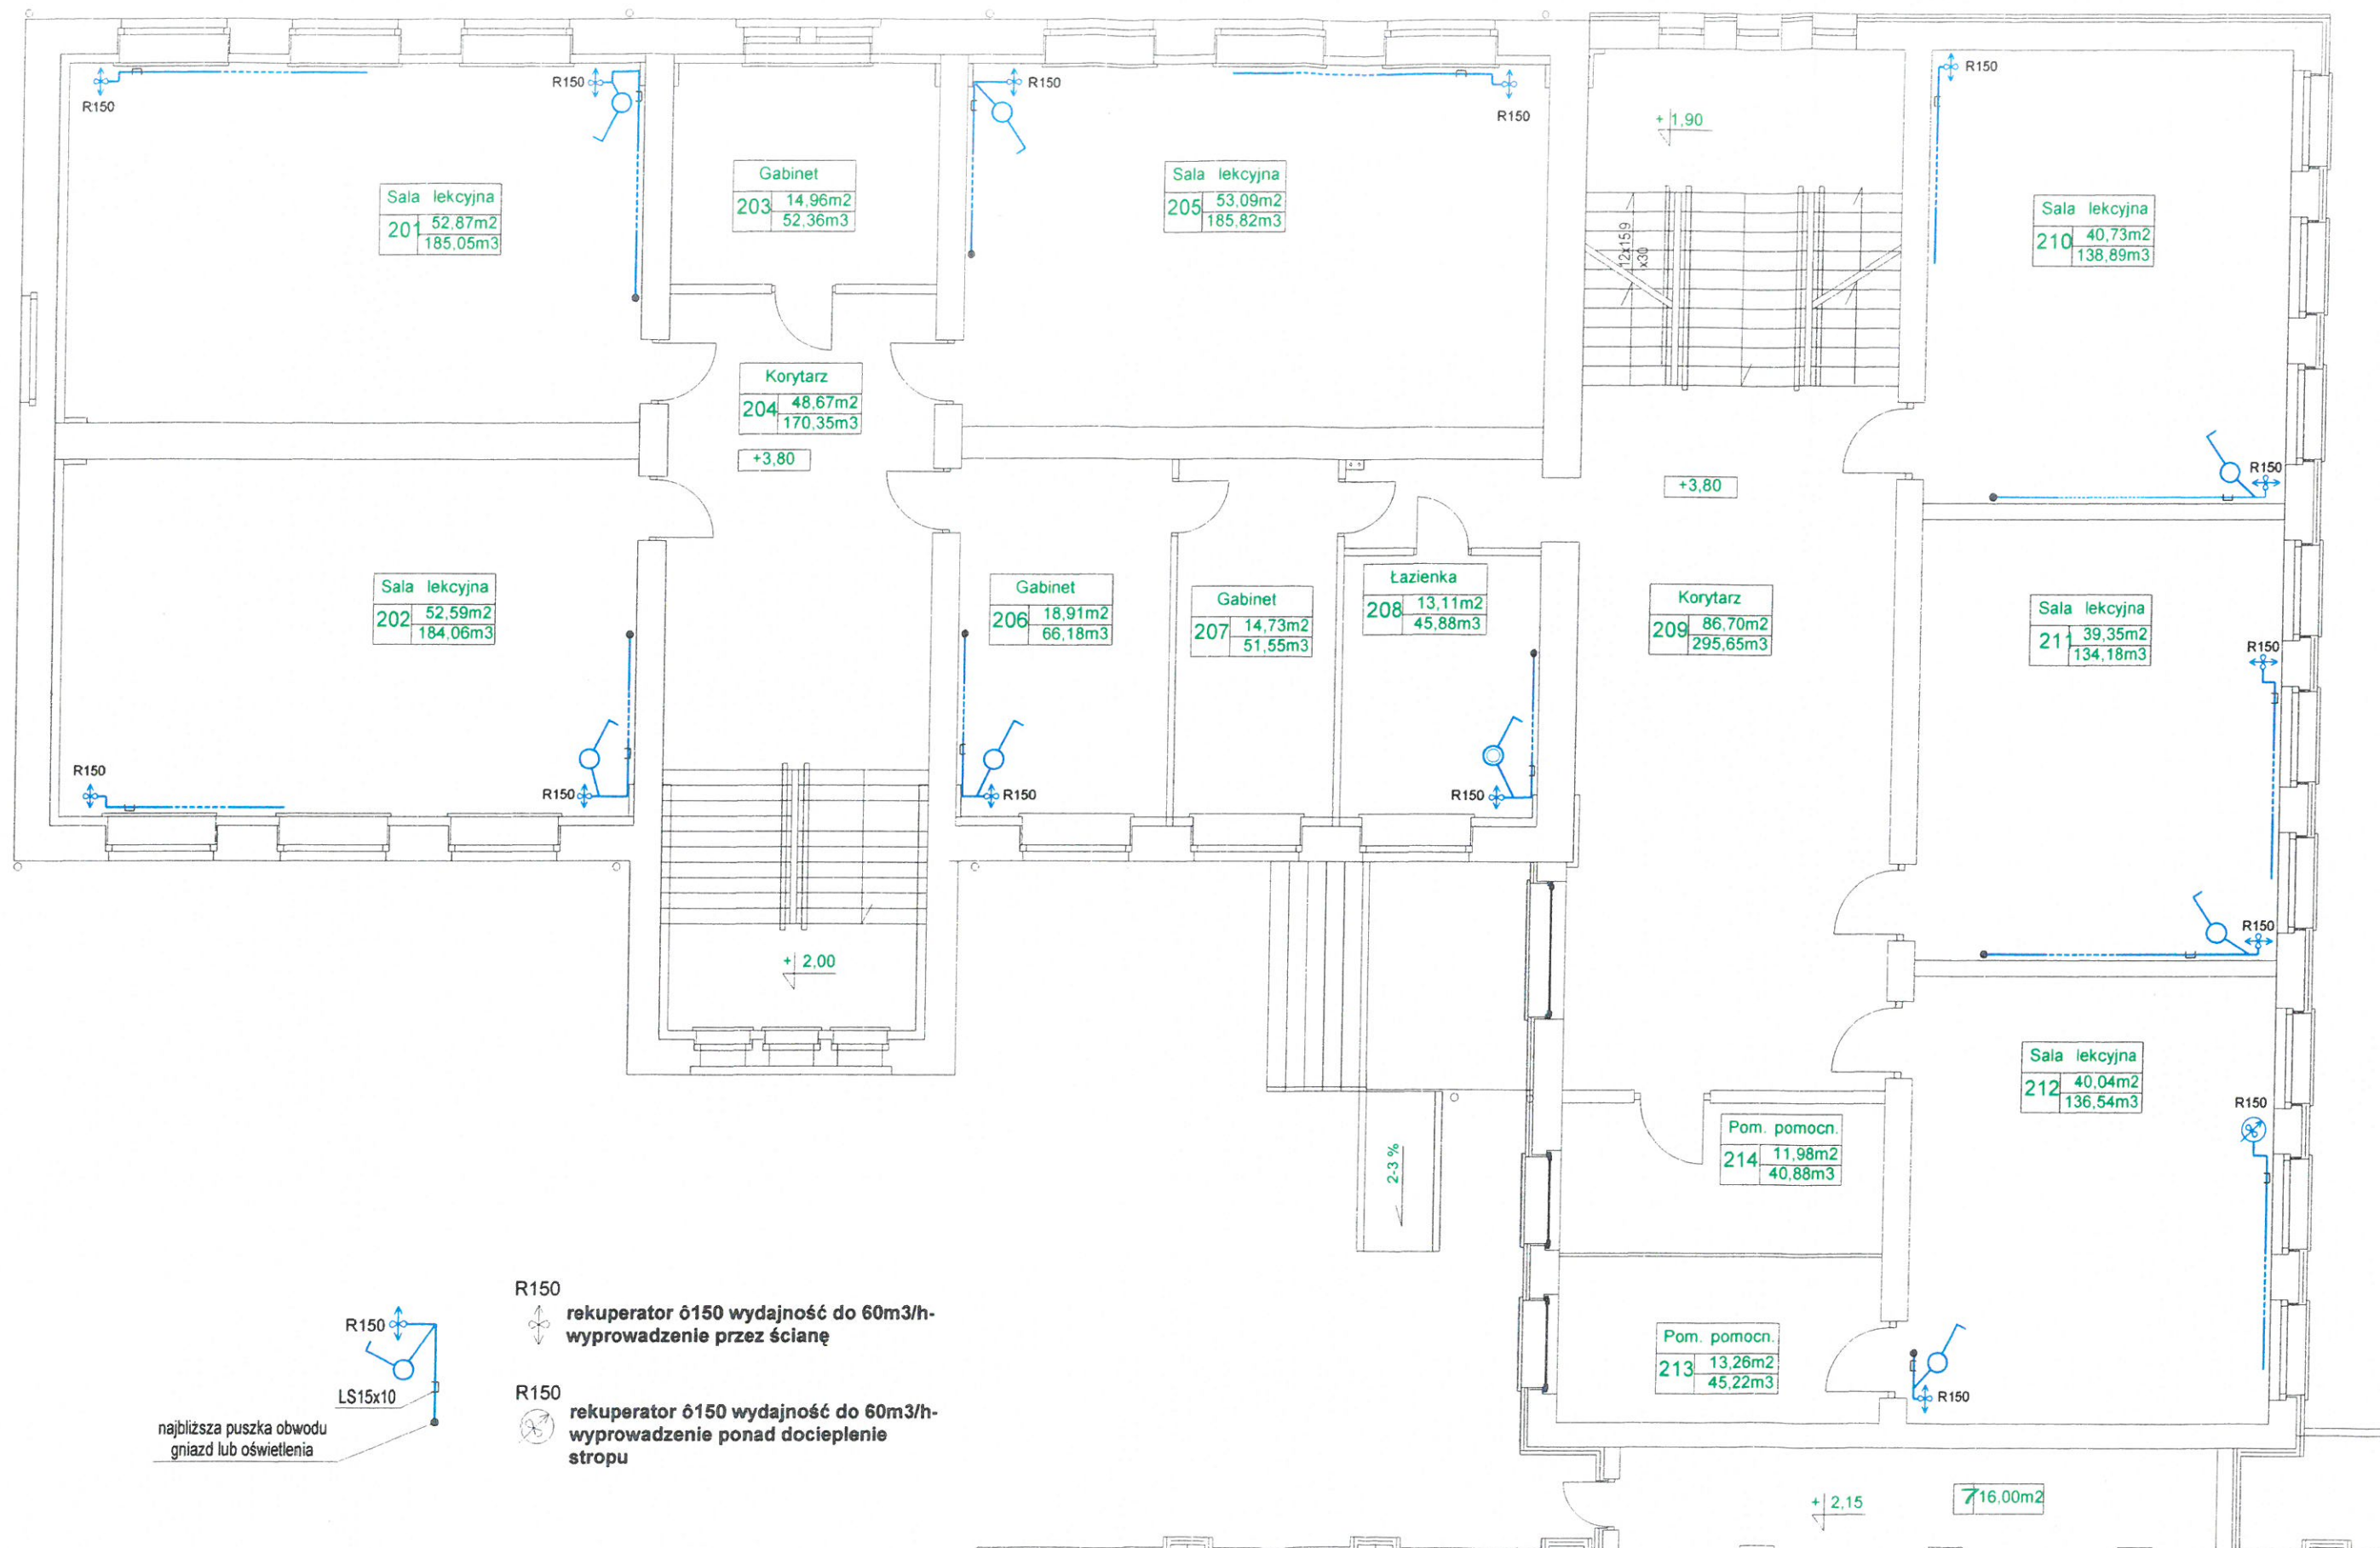 R150
R150
R150
R150
R150
Sala lekcyjna
201
52,87m2
185,05m3
Gabinet
203
14,96m2
52,36m3
Sala lekcyjna
205
53,09m2
185,82m3
+ 1,90
12x15,9
x30
Sala lekcyjna
210
40,73m2
138,89m3
Korytarz
204
48,67m2
170,35m3
+3,80
+3,80
R150
Sala lekcyjna
202
52,59m2
184,06m3
Gabinet
206
18,91m2
66,18m3
Gabinet
207
14,73m2
51,55m3
Łazienka
208
13,11m2
45,88m3
Korytarz
209
86,70m2
295,65m3
Sala lekcyjna
211
39,35m2
134,18m3
R150
R150
R150
R150
R150
R150
+ 2,00
Sala lekcyjna
212
40,04m2
136,54m3
R150
Pom. pomocn.
214
11,98m2
40,88m3
2-3 %
Pom. pomocn.
213
13,26m2
45,22m3
R150
R150
LS15x10
najbliższa puszka obwodu
gniazd lub oświetlenia
R150
rekuperator ô150 wydajność do 60m3/h-
wyprowadzenie przez ścianę
R150
rekuperator ô150 wydajność do 60m3/h-
wyprowadzenie ponad docieplenie
stropu
+ 2,15
716,00m2